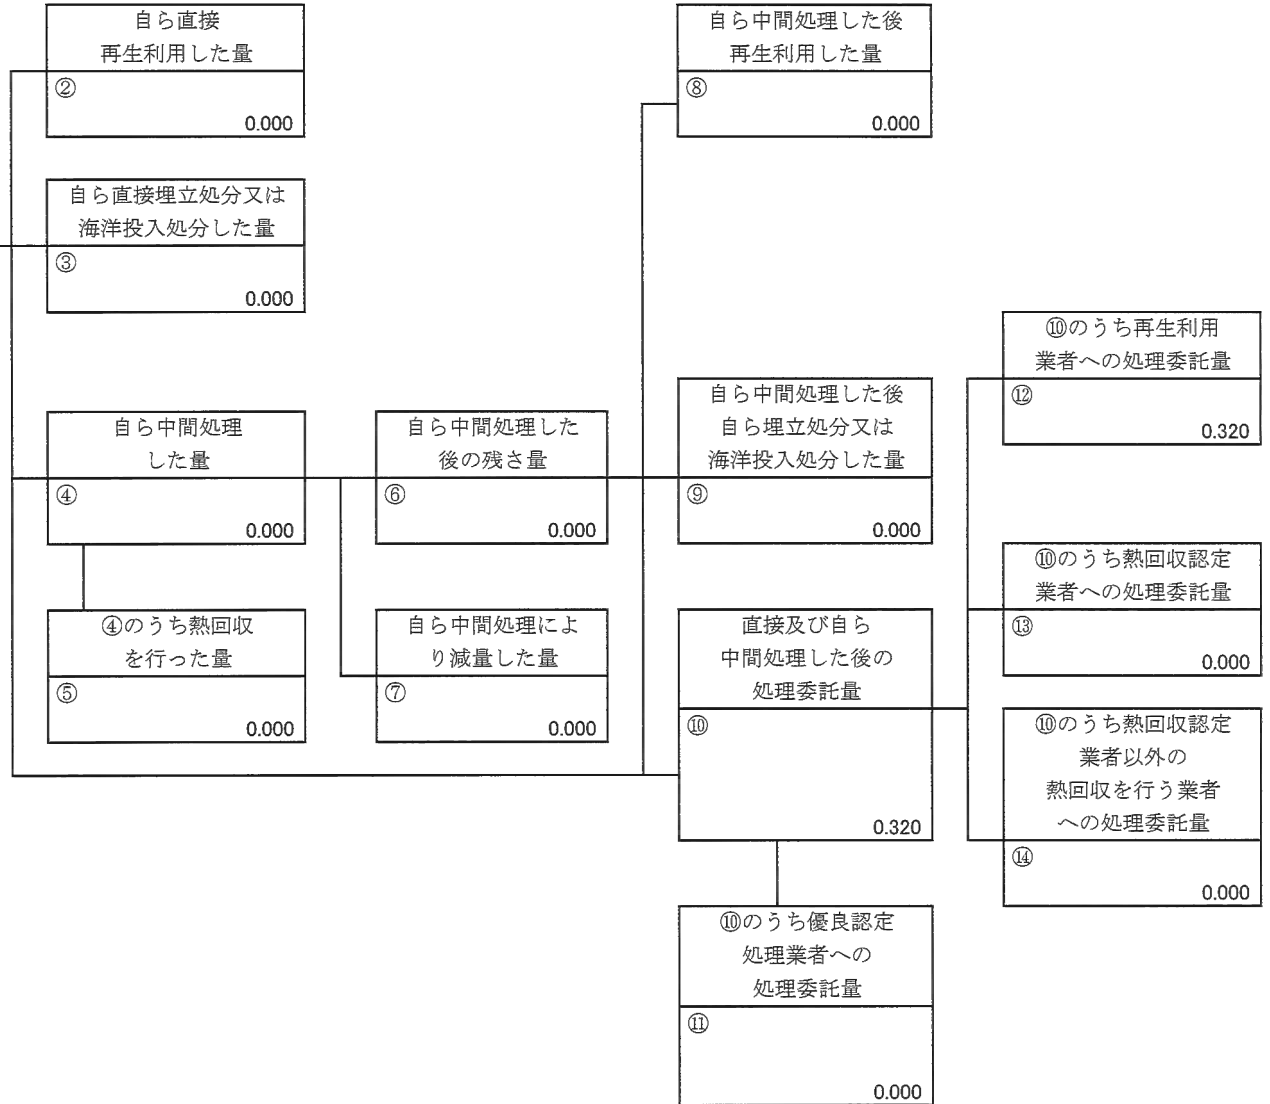 自ら直接
再生利用した量
②
0.000
自ら中間処理した後
再生利用した量
⑧
0.000
自ら直接埋立処分又は
海洋投入処分した量
③
0.000
⑩のうち再生利用
業者への処理委託量
⑫
0.320
自ら中間処理
した量
④
0.000
自ら中間処理した
後の残さ量
⑥
0.000
自ら中間処理した後
自ら埋立処分又は
海洋投入処分した量
⑨
0.000
⑩のうち熱回収認定
業者への処理委託量
⑬
0.000
④のうち熱回収
を行った量
⑤
0.000
自ら中間処理によ
り減量した量
⑦
0.000
直接及び自ら
中間処理した後の
処理委託量
⑩
0.320
⑩のうち熱回収認定
業者以外の
熱回収を行う業者
への処理委託量
⑭
0.000
⑩のうち優良認定
処理業者への
処理委託量
⑪
0.000